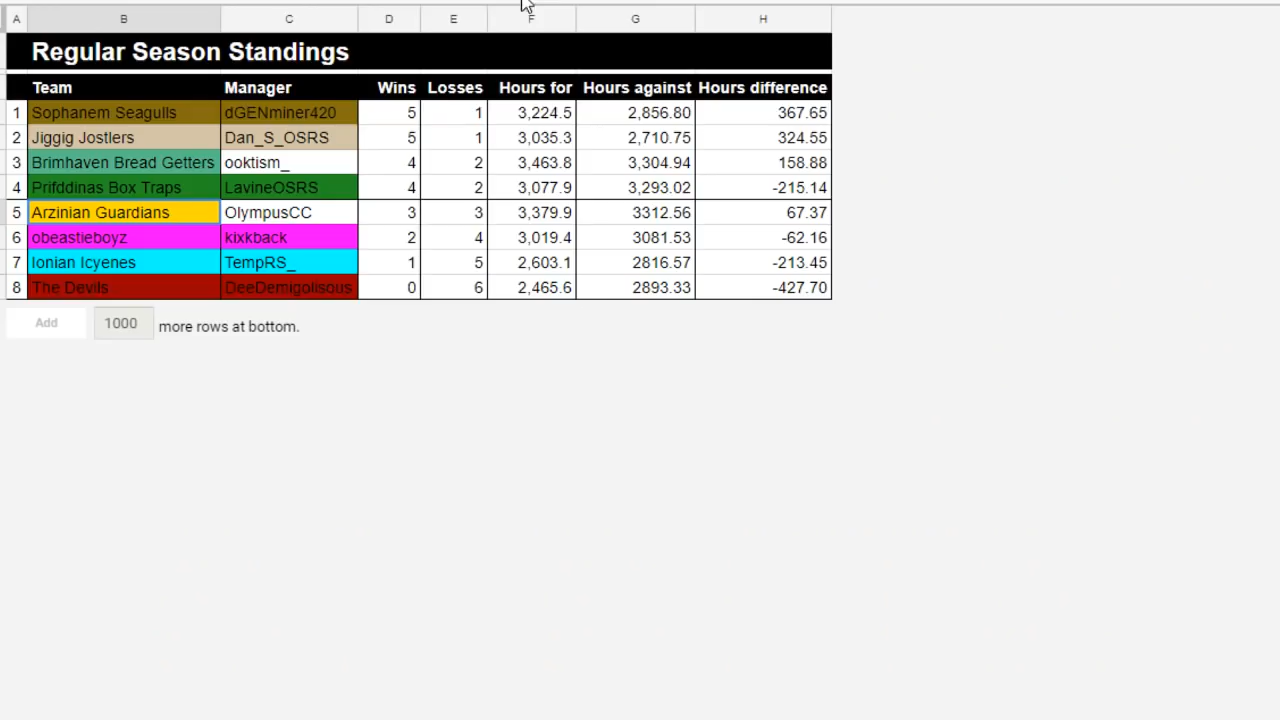 A B C D E F G H
Regular Season Standings
Team Manager Wins Losses Hours for Hours against Hours difference
1 Sophanem Seagulls dGENminer420 5 1 3,224.5 2,856.80 367.65
2 Jiggig Jostlers Dan_S_OSRS 5 1 3,035.3 2,710.75 324.55
3 Brimhaven Bread Getters ooktism_ 4 2 3,463.8 3,304.94 158.88
4 Prifddinas Box Traps LavineOSRS 4 2 3,077.9 3,293.02 -215.14
5 Arzinian Guardians OlympusCC 3 3 3,379.9 3312.56 67.37
6 obeastieboyz kixkback 2 4 3,019.4 3081.53 -62.16
7 Ionian Icyenes TempRS_ 1 5 2,603.1 2816.57 -213.45
8 The Devils DeeDemigolisous 0 6 2,465.6 2893.33 -427.70
Add 1000 more rows at bottom.